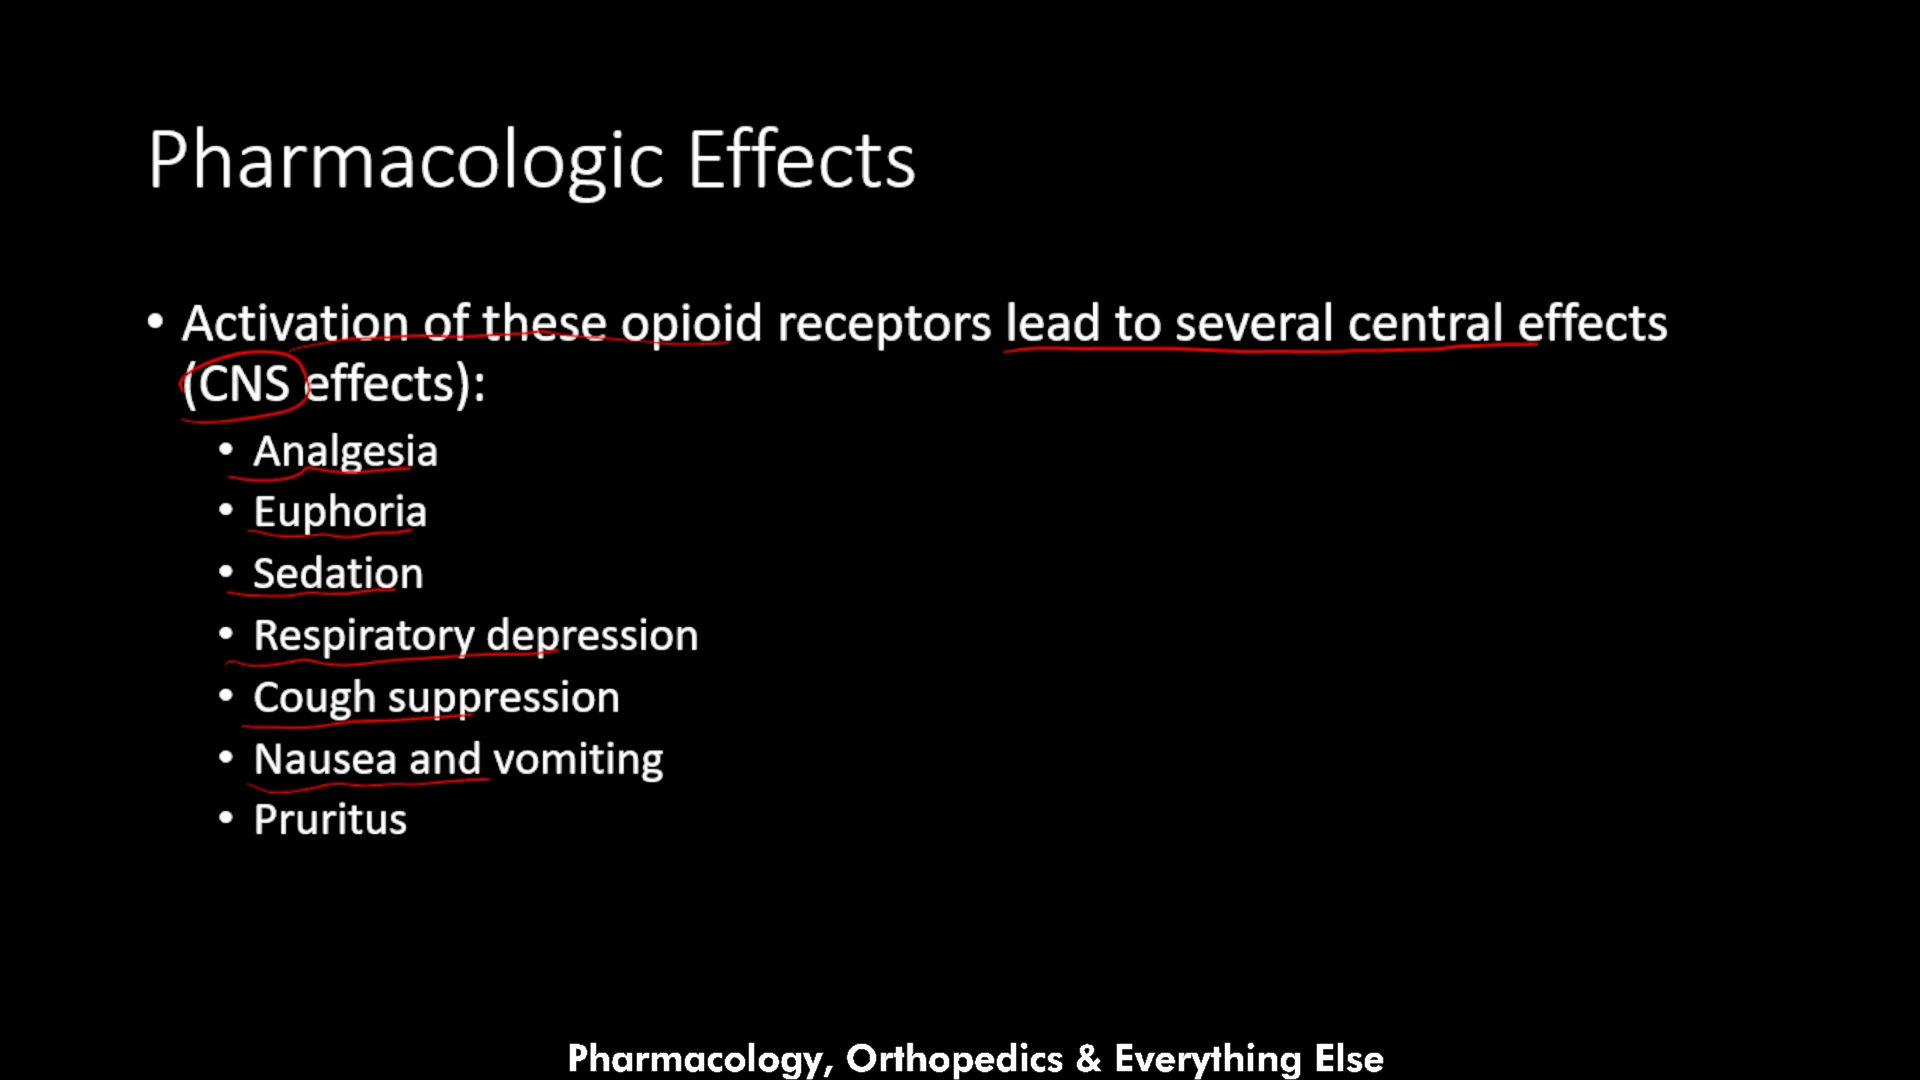 Pharmacologic Effects
• Activation of these opioid receptors lead to several central effects
(CNS effects):
• Analgesia
• Euphoria
• Sedation
• Respiratory depression
• Cough suppression
• Nausea and vomiting
• Pruritus
Pharmacology, Orthopedics & Everything Else